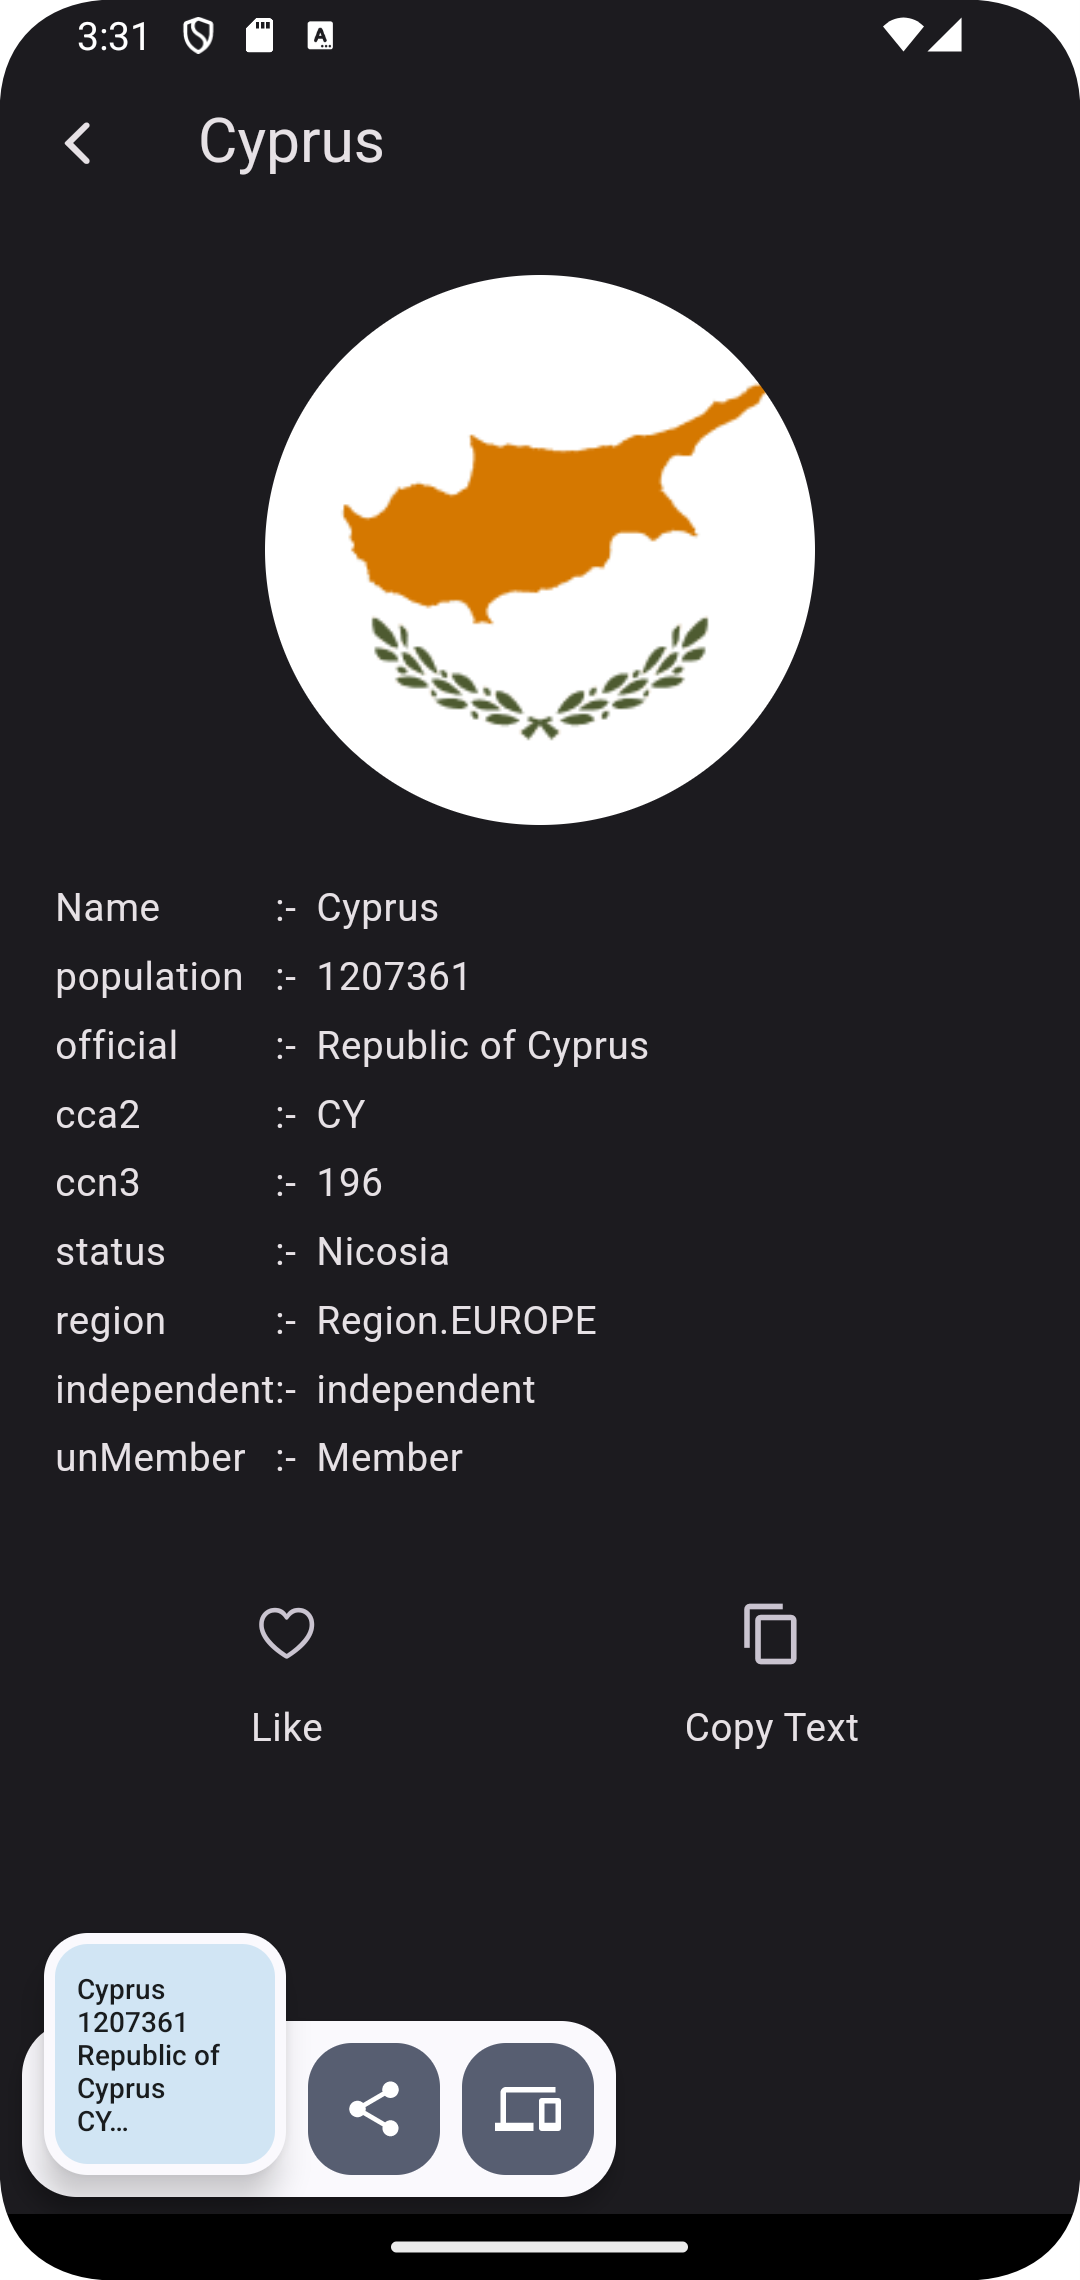 3:31
Cyprus
Name :- Cyprus
population :- 1207361
official :- Republic of Cyprus
cca2 :- CY
ccn3 :- 196
status :- Nicosia
region :- Region.EUROPE
independent:- independent
unMember :- Member
Like Copy Text
Cyprus
1207361
Republic of
Cyprus
CY...